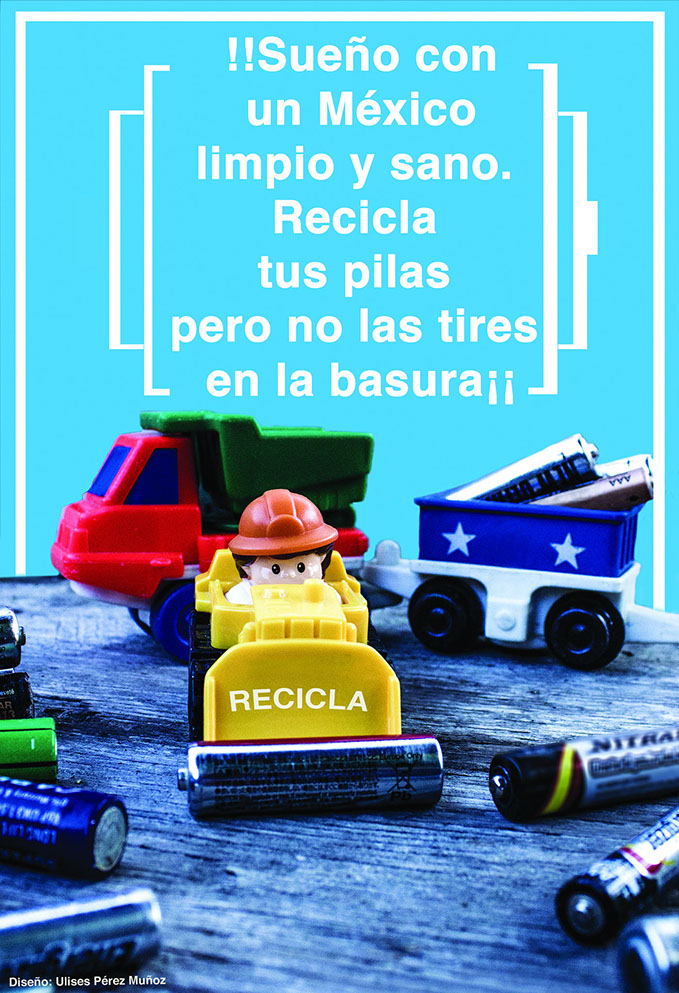 !!Sueño con
un México
limpio y sano.
Recicla
tus pilas
pero no las tires
en la basura¡¡
RECICLA
Diseño: Ulises Pérez Muñoz